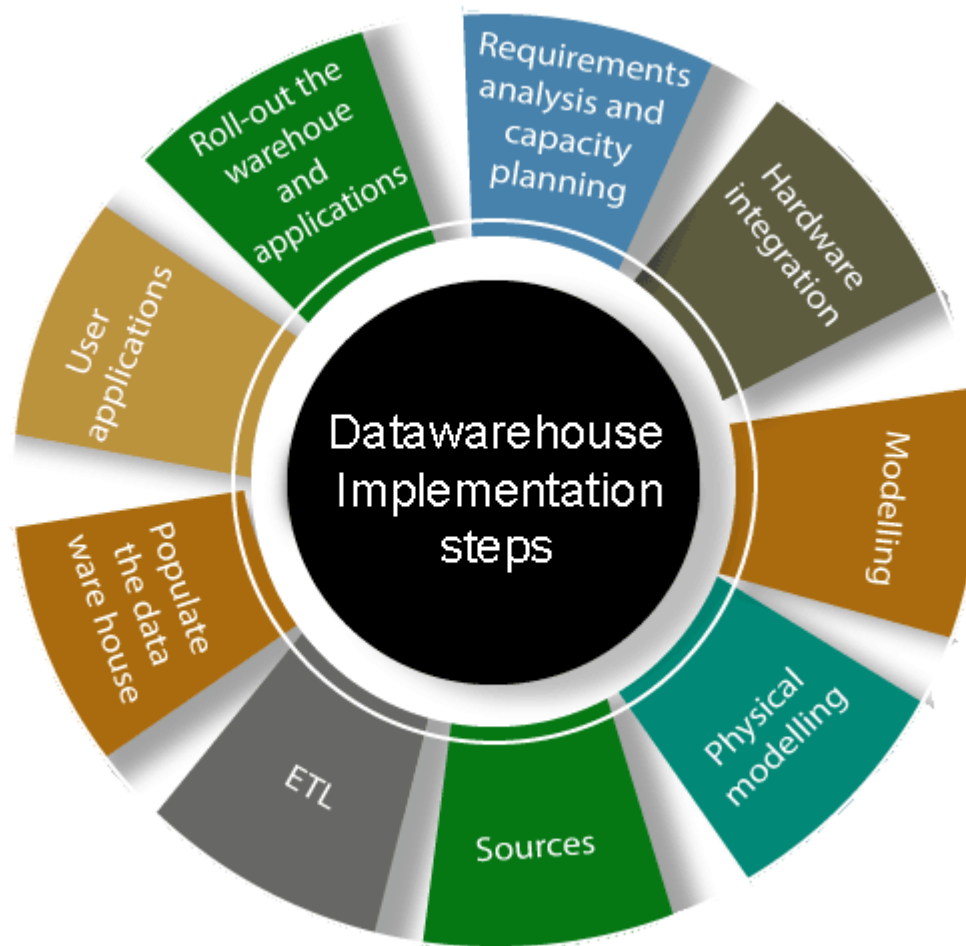 Requirements
analysis and
capacity
planning
Hardware
integration
Modelling
Physical
modelling
Sources
ETL
Populate
the data
ware house
User
applications
Roll-out the
warehoue
and
applications
Datawarehouse
Implementation
steps